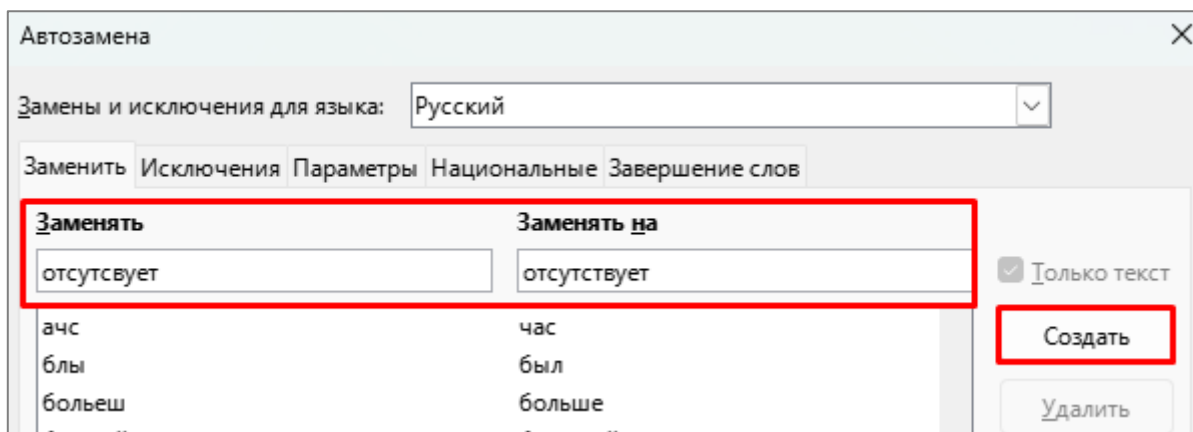 Автозамена
Замены и исключения для языка: Русский
Заменить Исключения Параметры Национальные Завершение слов
Заменять Заменять на
отсутсвует отсутствует
Только текст
ачс час
Создать
блы был
больеш больше
Удалить